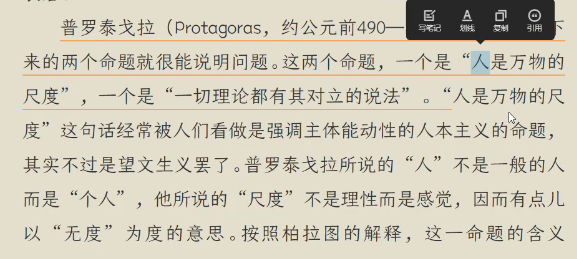 写笔记 划线 复制 引用
普罗泰戈拉（Protagoras，约公元前490—
来的两个命题就很能说明问题。这两个命题，一个是“人是万物的
尺度”，一个是“一切理论都有其对立的说法”。“人是万物的尺
度”这句话经常被人们看做是强调主体能动性的人本主义的命题，
其实不过是望文生义罢了。普罗泰戈拉所说的“人”不是一般的人
而是“个人”，他所说的“尺度”不是理性而是感觉，因而有点儿
以“无度”为度的意思。按照柏拉图的解释，这一命题的含义